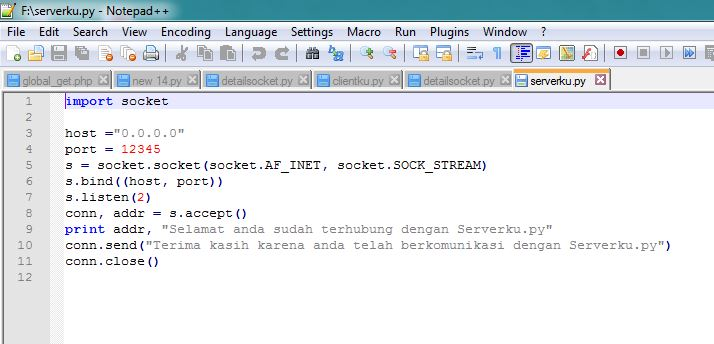 F:\serverku.py - Notepad++
File Edit Search View Encoding Language Settings Macro Run Plugins Window ?
global_get.php new 14.py detailsocket.py clientku.py detailsocket.py serverku.py
1 import socket
2
3 host ="0.0.0.0"
4 port = 12345
5 s = socket.socket(socket.AF_INET, socket.SOCK_STREAM)
6 s.bind((host, port))
7 s.listen(2)
8 conn, addr = s.accept()
9 print addr, "Selamat anda sudah terhubung dengan Serverku.py"
10 conn.send("Terima kasih karena anda telah berkomunikasi dengan Serverku.py")
11 conn.close()
12